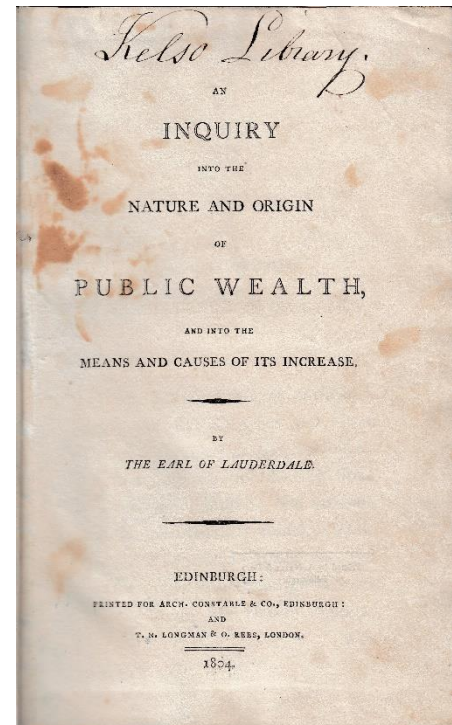 Kelso Library.
AN
INQUIRY
INTO THE
NATURE AND ORIGIN
OF
PUBLIC WEALTH,
AND INTO THE
MEANS AND CAUSES OF ITS INCREASE.
BY
THE EARL OF LAUDERDALE.
EDINBURGH:
PRINTED FOR ARCH. CONSTABLE & CO., EDINBURGH:
AND
T. N. LONGMAN & O. REES, LONDON.
1804.